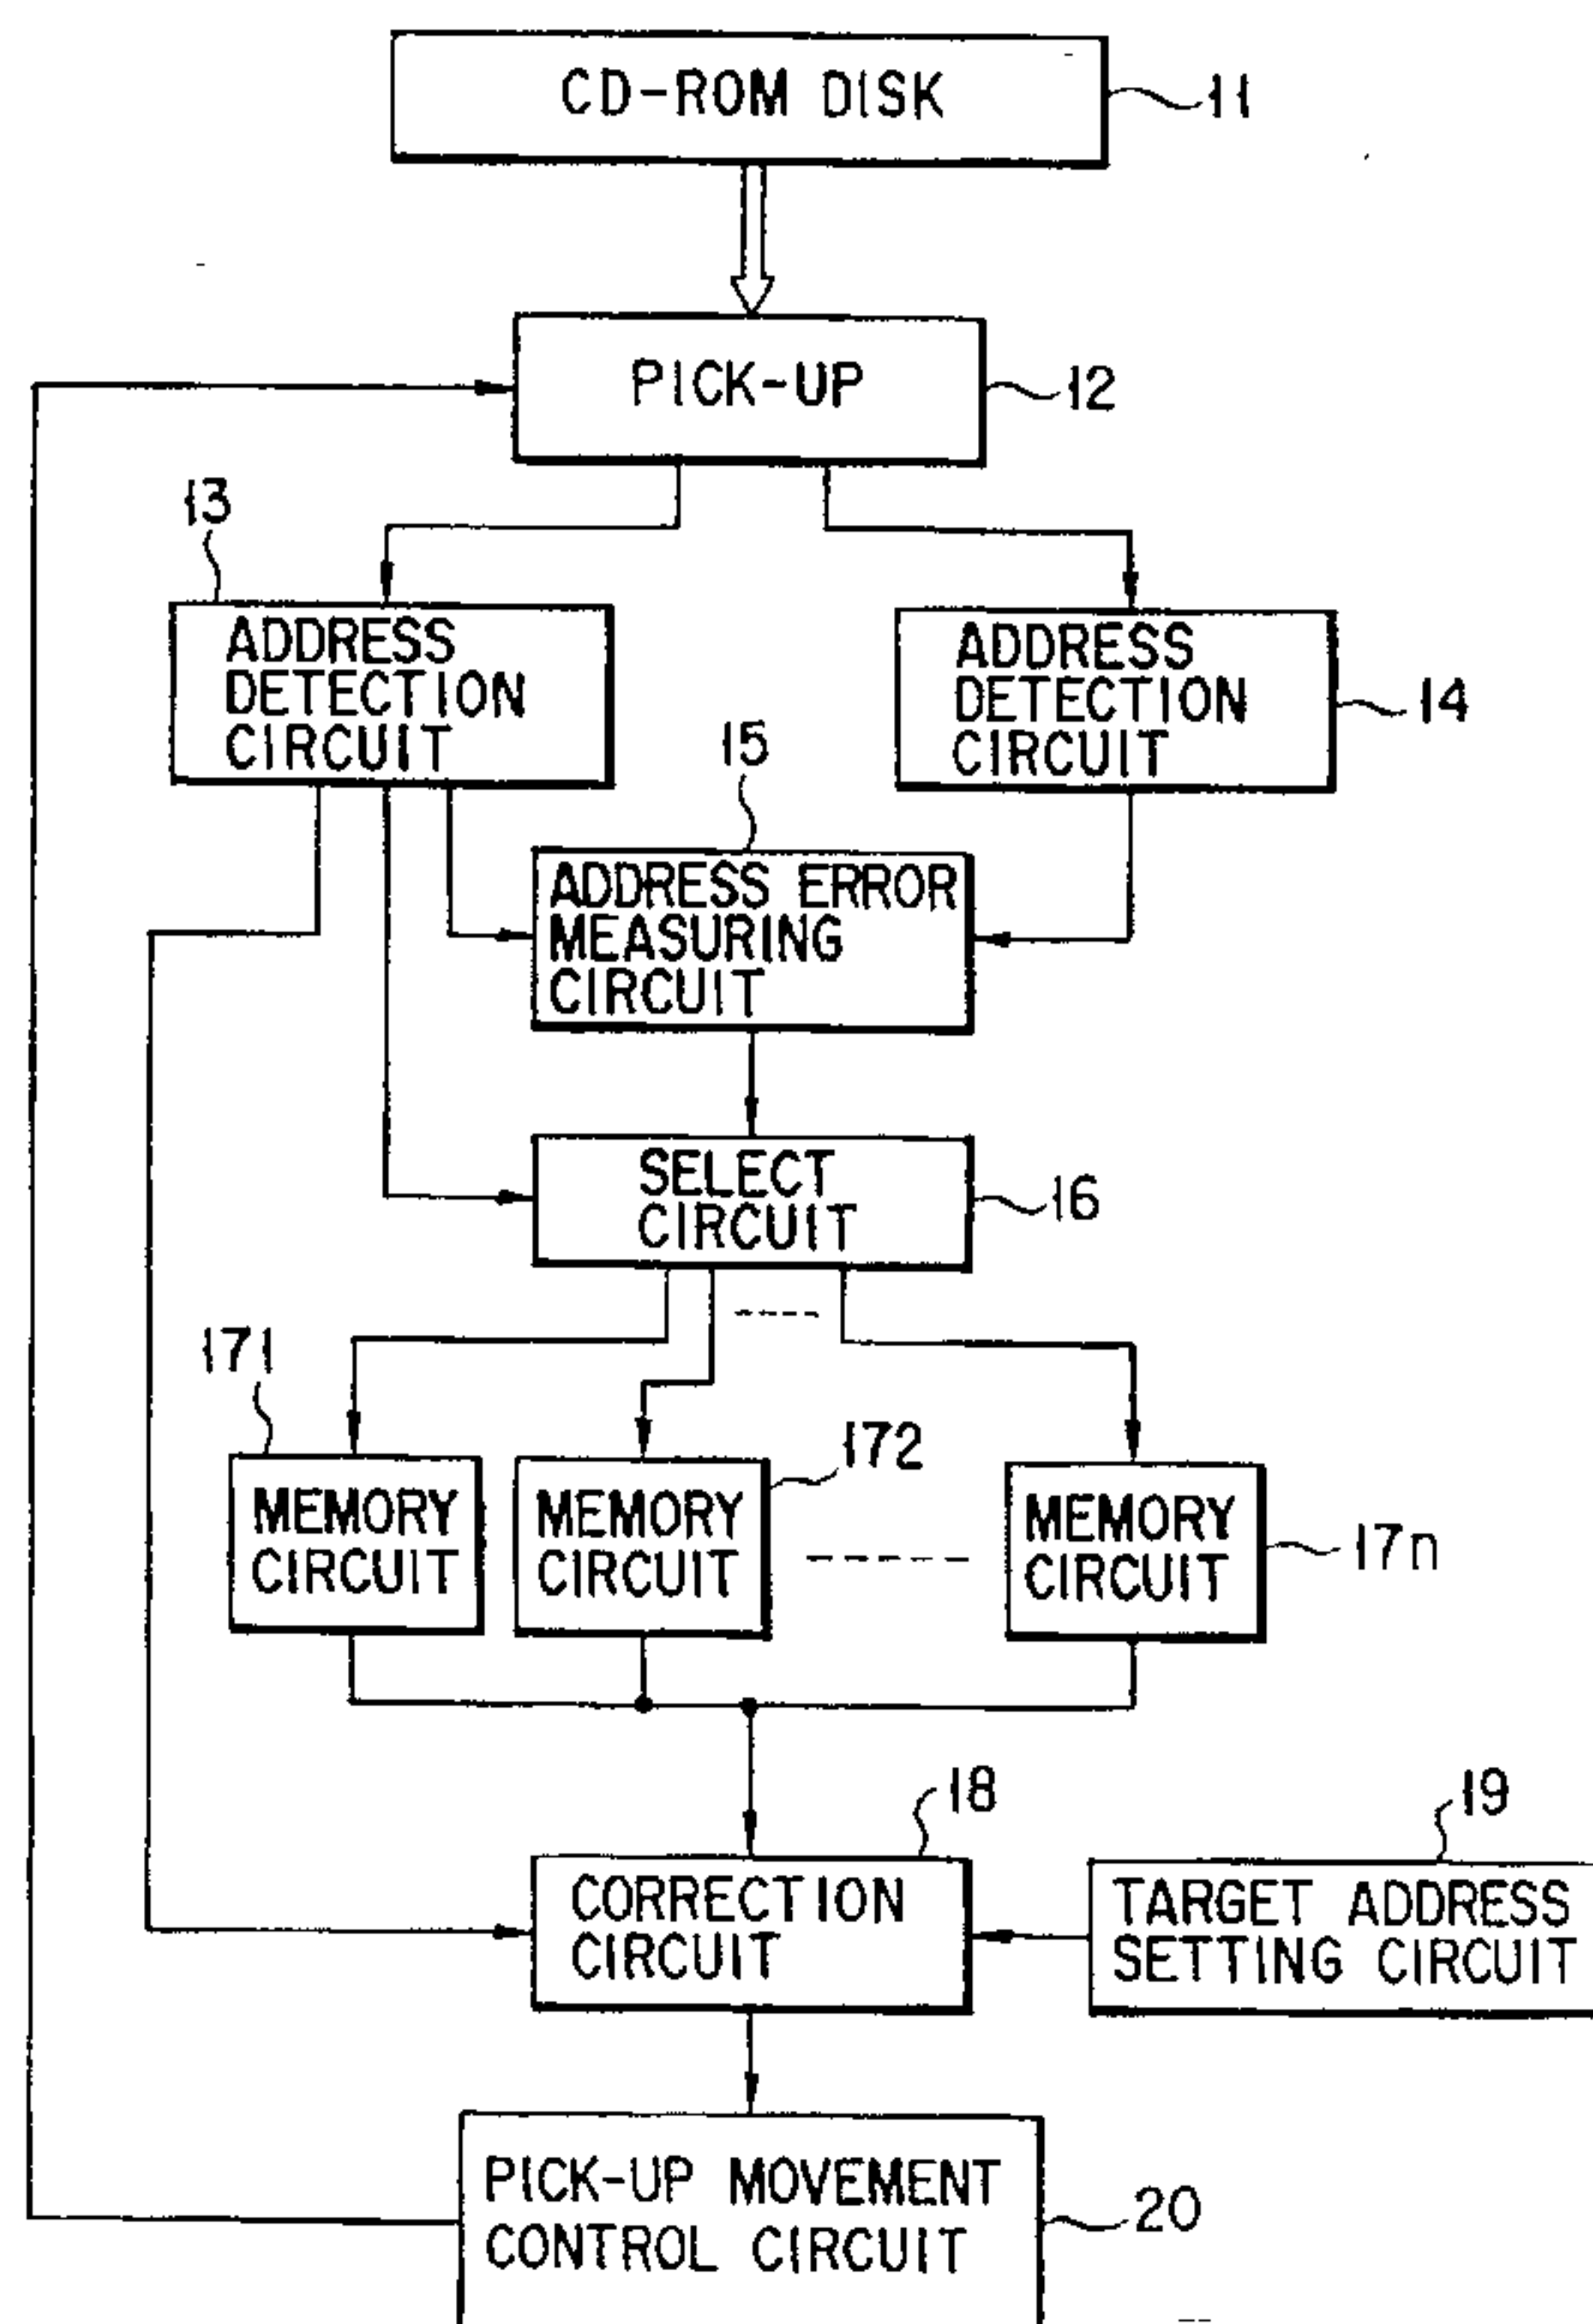 CD-ROM DISK
11
PICK-UP
12
13
ADDRESS
DETECTION
CIRCUIT
ADDRESS
DETECTION
CIRCUIT
14
15
ADDRESS ERROR
MEASURING
CIRCUIT
SELECT
CIRCUIT
16
171
MEMORY
CIRCUIT
172
MEMORY
CIRCUIT
MEMORY
CIRCUIT
17n
18
CORRECTION
CIRCUIT
19
TARGET ADDRESS
SETTING CIRCUIT
PICK-UP MOVEMENT
CONTROL CIRCUIT
20